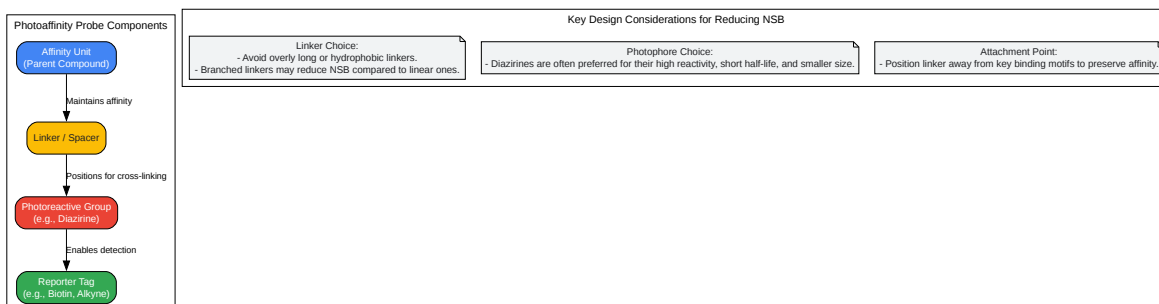 Photoaffinity Probe Components
Affinity Unit
(Parent Compound)
Maintains affinity
Linker / Spacer
Positions for cross-linking
Photoreactive Group
(e.g., Diazirine)
Enables detection
Reporter Tag
(e.g., Biotin, Alkyne)
Key Design Considerations for Reducing NSB
Linker Choice:
- Avoid overly long or hydrophobic linkers.
- Branched linkers may reduce NSB compared to linear ones.
Photophore Choice:
- Diazirines are often preferred for their high reactivity, short half-life, and smaller size.
Attachment Point:
- Position linker away from key binding motifs to preserve affinity.